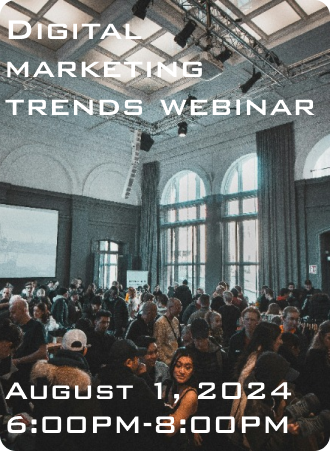 Digital
marketing
trends webinar
August 1, 2024
6:00PM-8:00PM